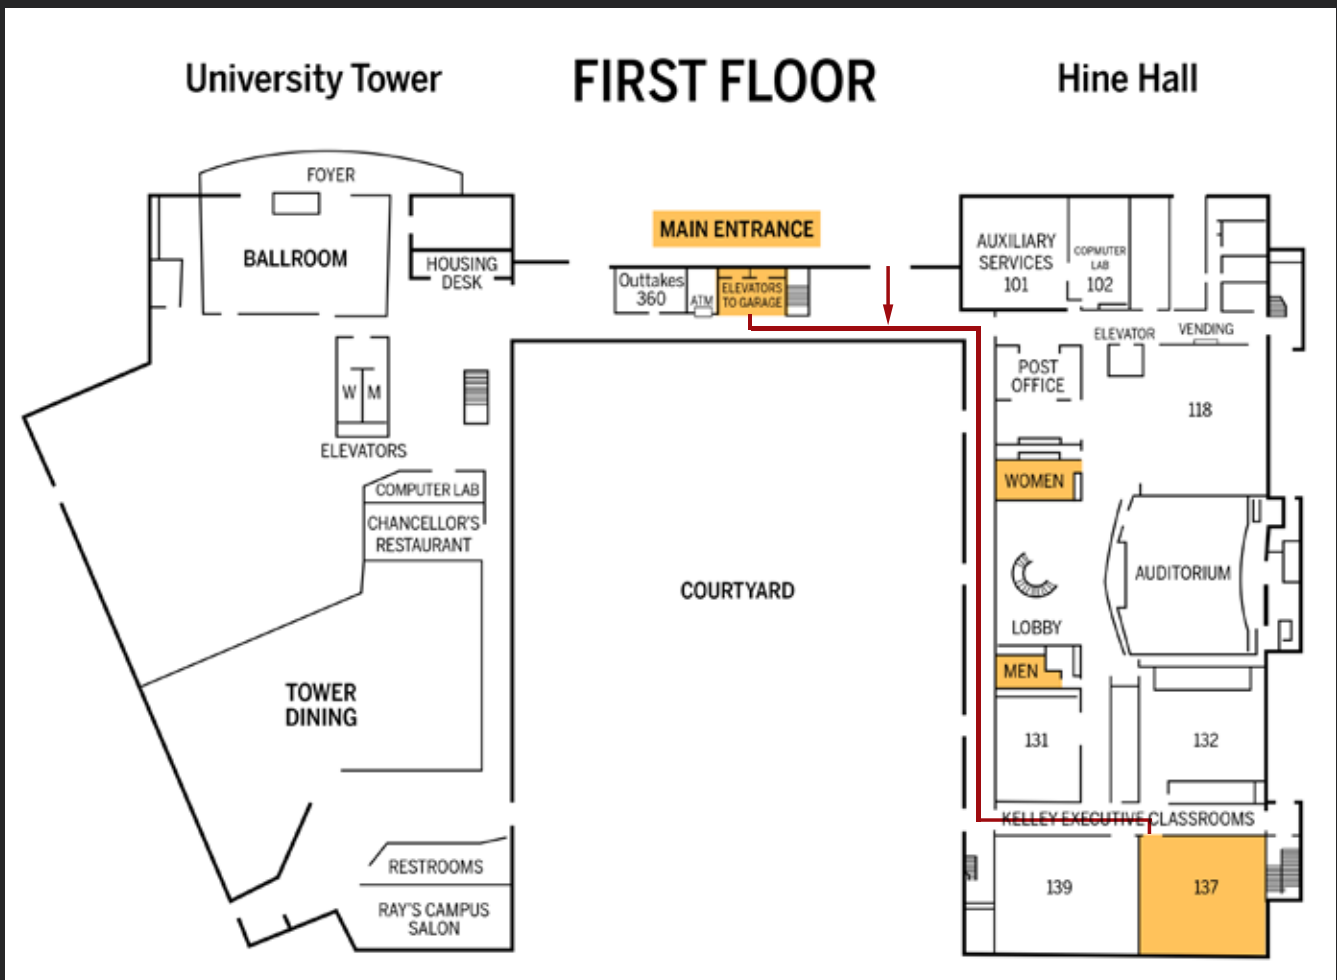 University Tower
FIRST FLOOR
Hine Hall
FOYER
BALLROOM
HOUSING
DESK
MAIN ENTRANCE
Outtakes
360
ATM
ELEVATORS
TO GARAGE
AUXILIARY
SERVICES
101
COPMUTER
LAB
102
ELEVATOR
VENDING
POST
OFFICE
118
W M
ELEVATORS
COMPUTER LAB
CHANCELLOR'S
RESTAURANT
WOMEN
COURTYARD
AUDITORIUM
LOBBY
MEN
TOWER
DINING
131
132
KELLEY EXECUTIVE CLASSROOMS
RESTROOMS
139
137
RAY'S CAMPUS
SALON